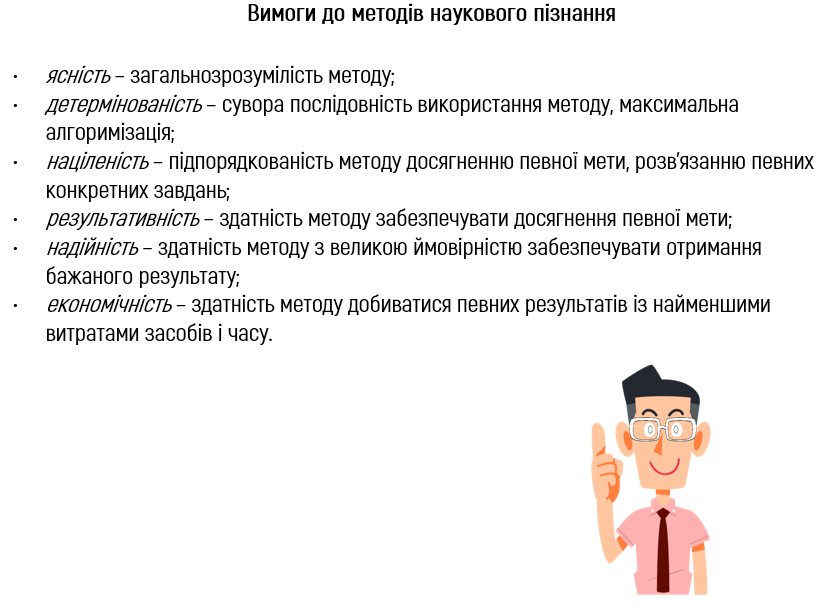 Вимоги до методів наукового пізнання
• ясність – загальнозрозумілість методу;
• детермінованість – сувора послідовність використання методу, максимальна
алгоримізація;
• націленість – підпорядкованість методу досягненню певної мети, розв'язанню певних
конкретних завдань;
• результативність – здатність методу забезпечувати досягнення певної мети;
• надійність – здатність методу з великою ймовірністю забезпечувати отримання
бажаного результату;
• економічність – здатність методу добиватися певних результатів із найменшими
витратами засобів і часу.